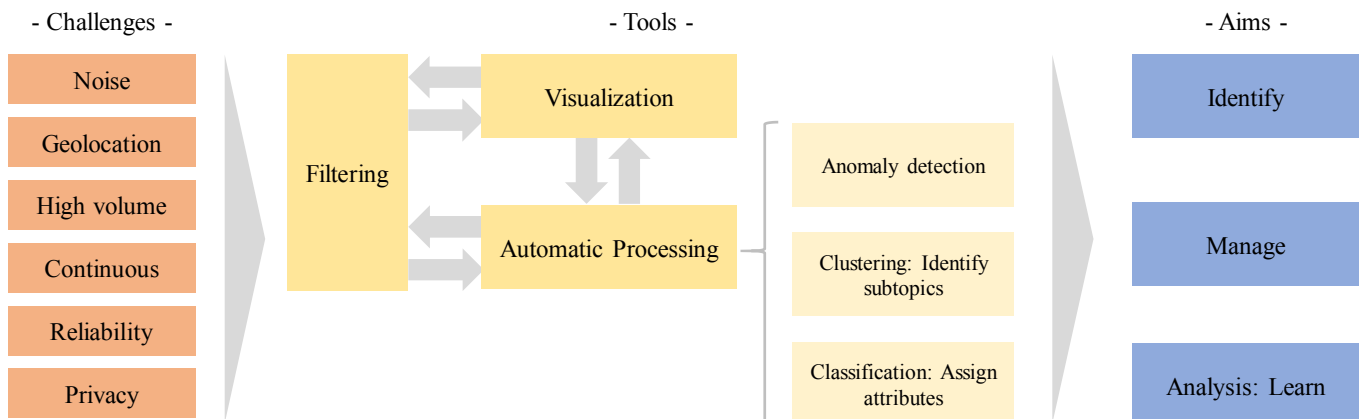 - Challenges -
Noise
Geolocation
High volume
Continuous
Reliability
Privacy
- Tools -
Filtering
Visualization
Automatic Processing
Anomaly detection
Clustering: Identify
subtopics
Classification: Assign
attributes
- Aims -
Identify
Manage
Analysis: Learn